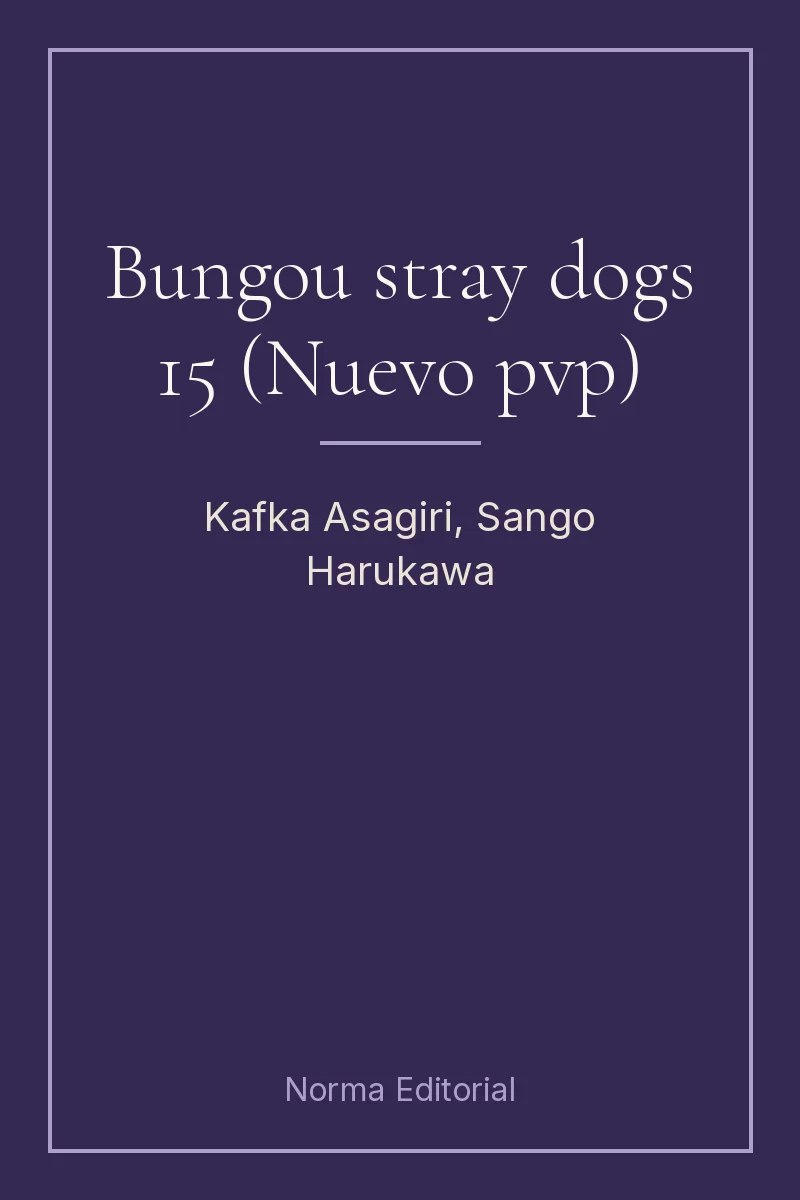 Bungou stray dogs
15 (Nuevo pvp)
Kafka Asagiri, Sango
Harukawa
Norma Editorial